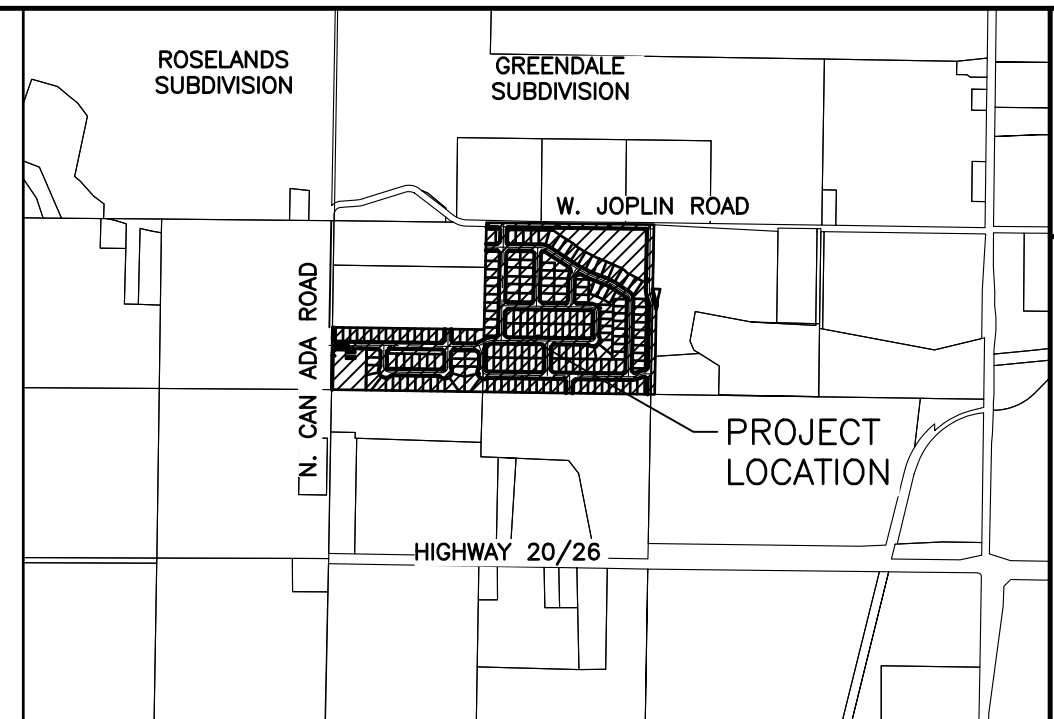 ROSELANDS
SUBDIVISION
GREENDALE
SUBDIVISION
W. JOPLIN ROAD
N. CAN ADA ROAD
PROJECT
LOCATION
HIGHWAY 20/26